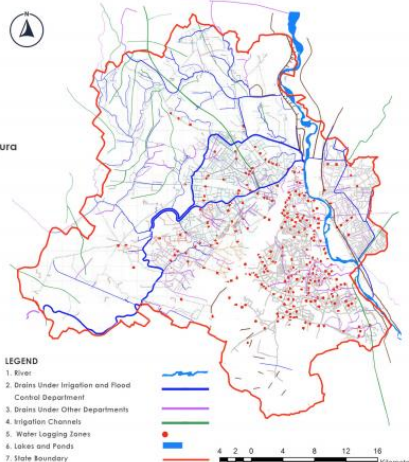 N
ura
LEGEND
1. River
2. Drains Under Irrigation and Flood
Control Department
3. Drains Under Other Departments
4. Irrigation Channels
5. Water Logging Zones
6. Lakes and Ponds
7. State Boundary
4 2 0 4 8 12 16
Kilometers